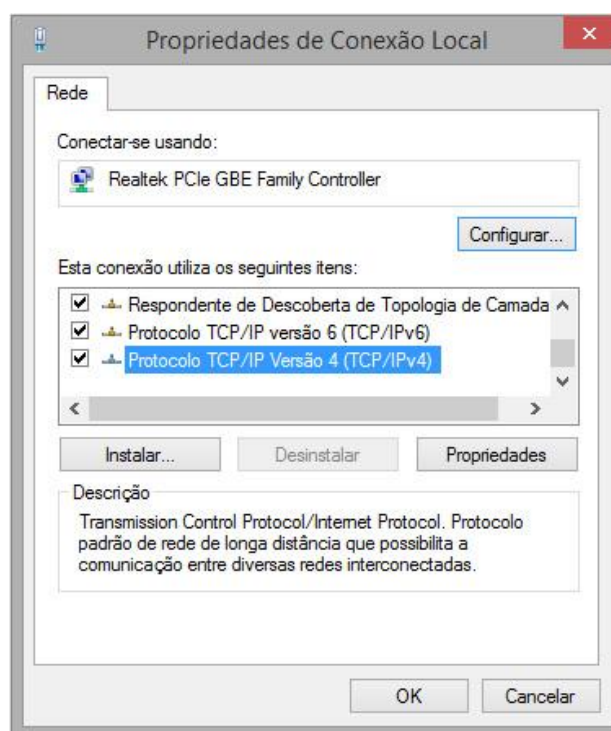 Propriedades de Conexão Local
Rede
Conectar-se usando:
Realtek PCIe GBE Family Controller
Configurar...
Esta conexão utiliza os seguintes itens:
Respondente de Descoberta de Topologia de Camada
Protocolo TCP/IP versão 6 (TCP/IPv6)
Protocolo TCP/IP Versão 4 (TCP/IPv4)
Instalar... Desinstalar Propriedades
Descrição
Transmission Control Protocol/Internet Protocol. Protocolo
padrão de rede de longa distância que possibilita a
comunicação entre diversas redes interconectadas.
OK Cancelar